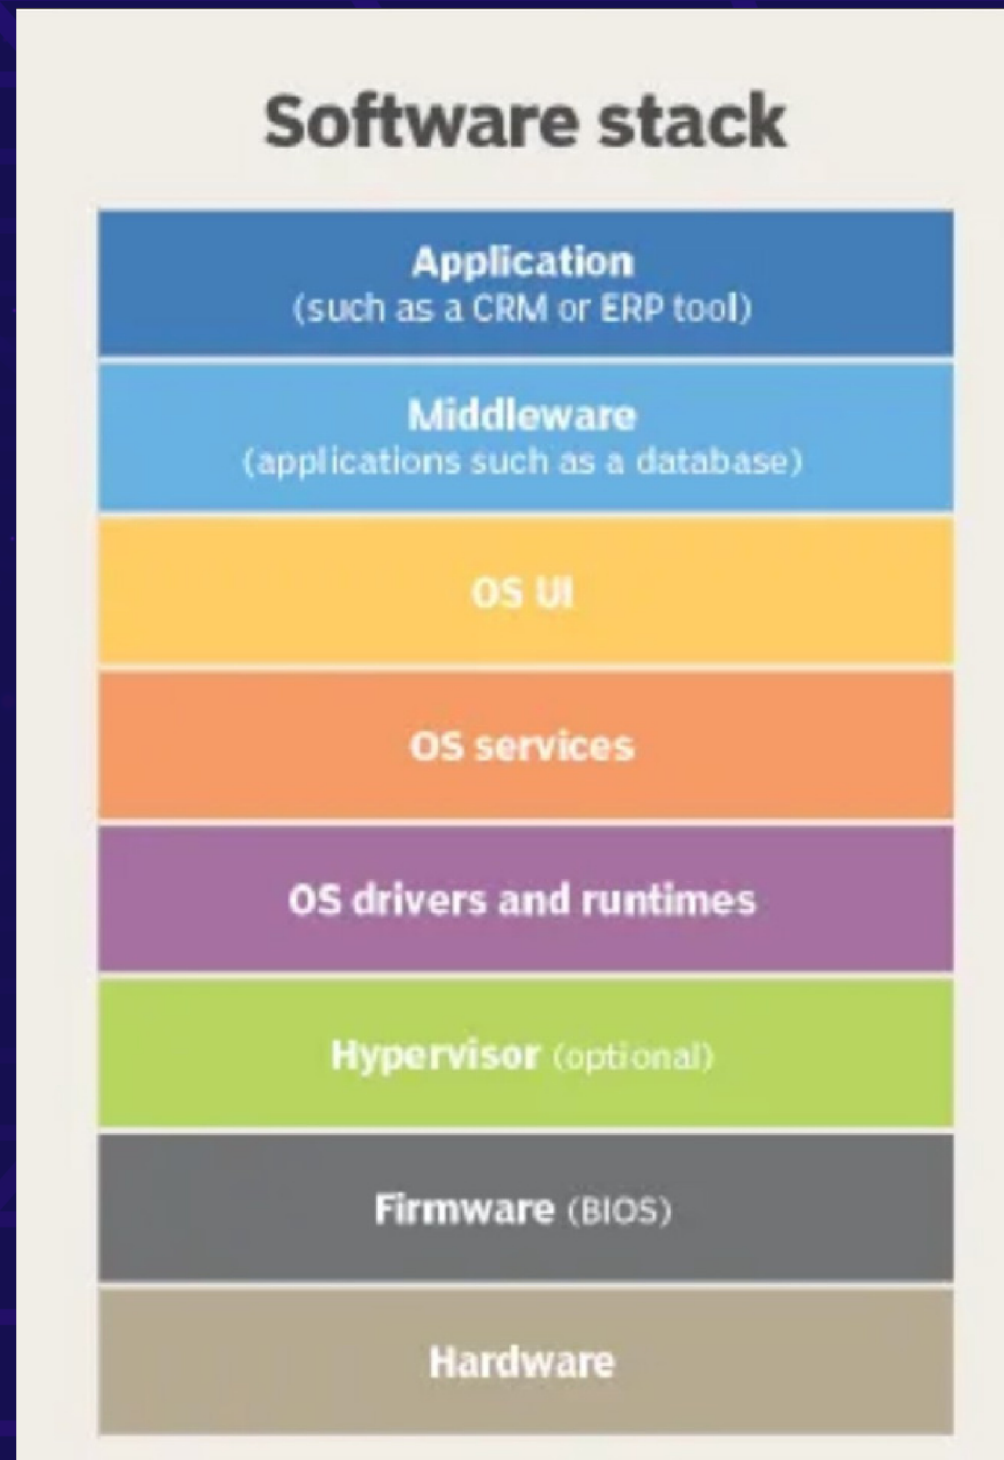 Software stack
Application
(such as a CRM or ERP tool)
Middleware
(applications such as a database)
OS UI
OS services
OS drivers and runtimes
Hypervisor (optional)
Firmware (BIOS)
Hardware